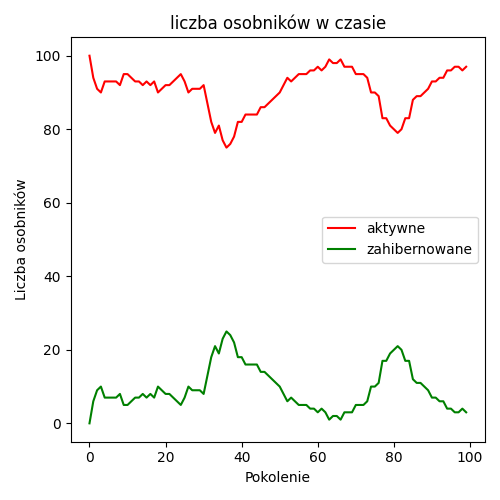 liczba osobników w czasie
Liczba osobników
100
80
60
40
20
0
aktywne
zahibernowane
0 20 40 60 80 100
Pokolenie